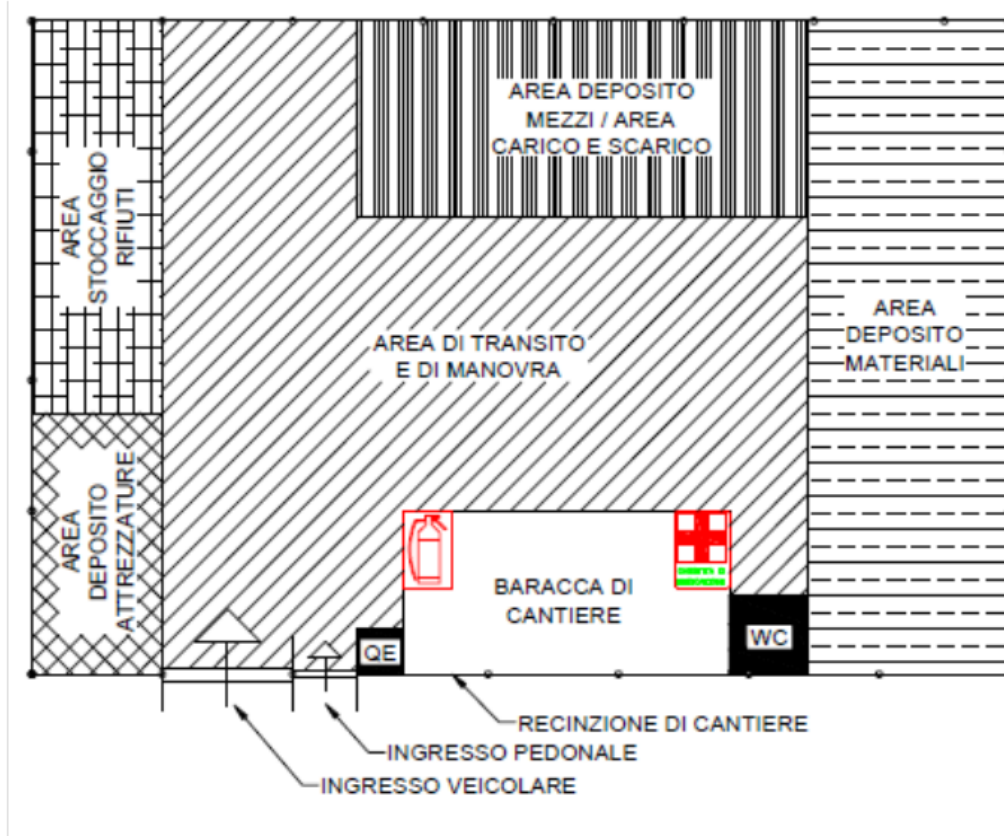 AREA DEPOSITO
MEZZI / AREA
CARICO E SCARICO
AREA
STOCCAGGIO
RIFIUTI
AREA DI TRANSITO
E DI MANOVRA
AREA
DEPOSITO
MATERIALI
AREA
DEPOSITO
ATTREZZATURE
BARACCA DI
CANTIERE
QE
WC
RECINZIONE DI CANTIERE
INGRESSO PEDONALE
INGRESSO VEICOLARE